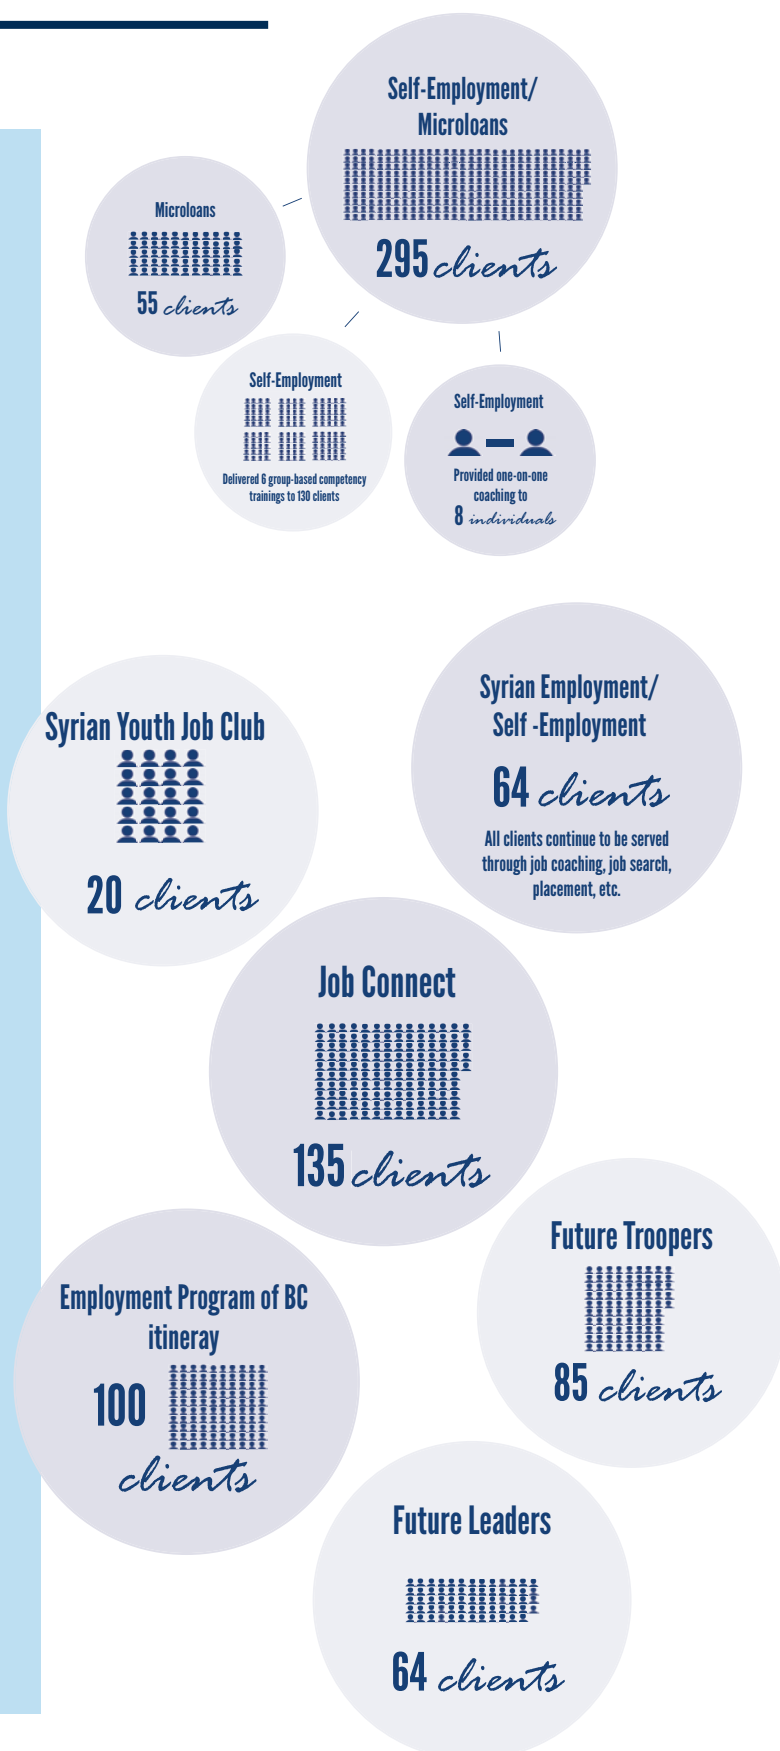 Self-Employment/
Microloans
295 clients
Microloans
55 clients
Self-Employment
Delivered 6 group-based competency
trainings to 130 clients
Self-Employment
Provided one-on-one
coaching to
8 individuals
Syrian Employment/
Self -Employment
64 clients
All clients continue to be served
through job coaching, job search,
placement, etc.
Syrian Youth Job Club
20 clients
Job Connect
135 clients
Future Troopers
85 clients
Employment Program of BC
itineray
100
clients
Future Leaders
64 clients